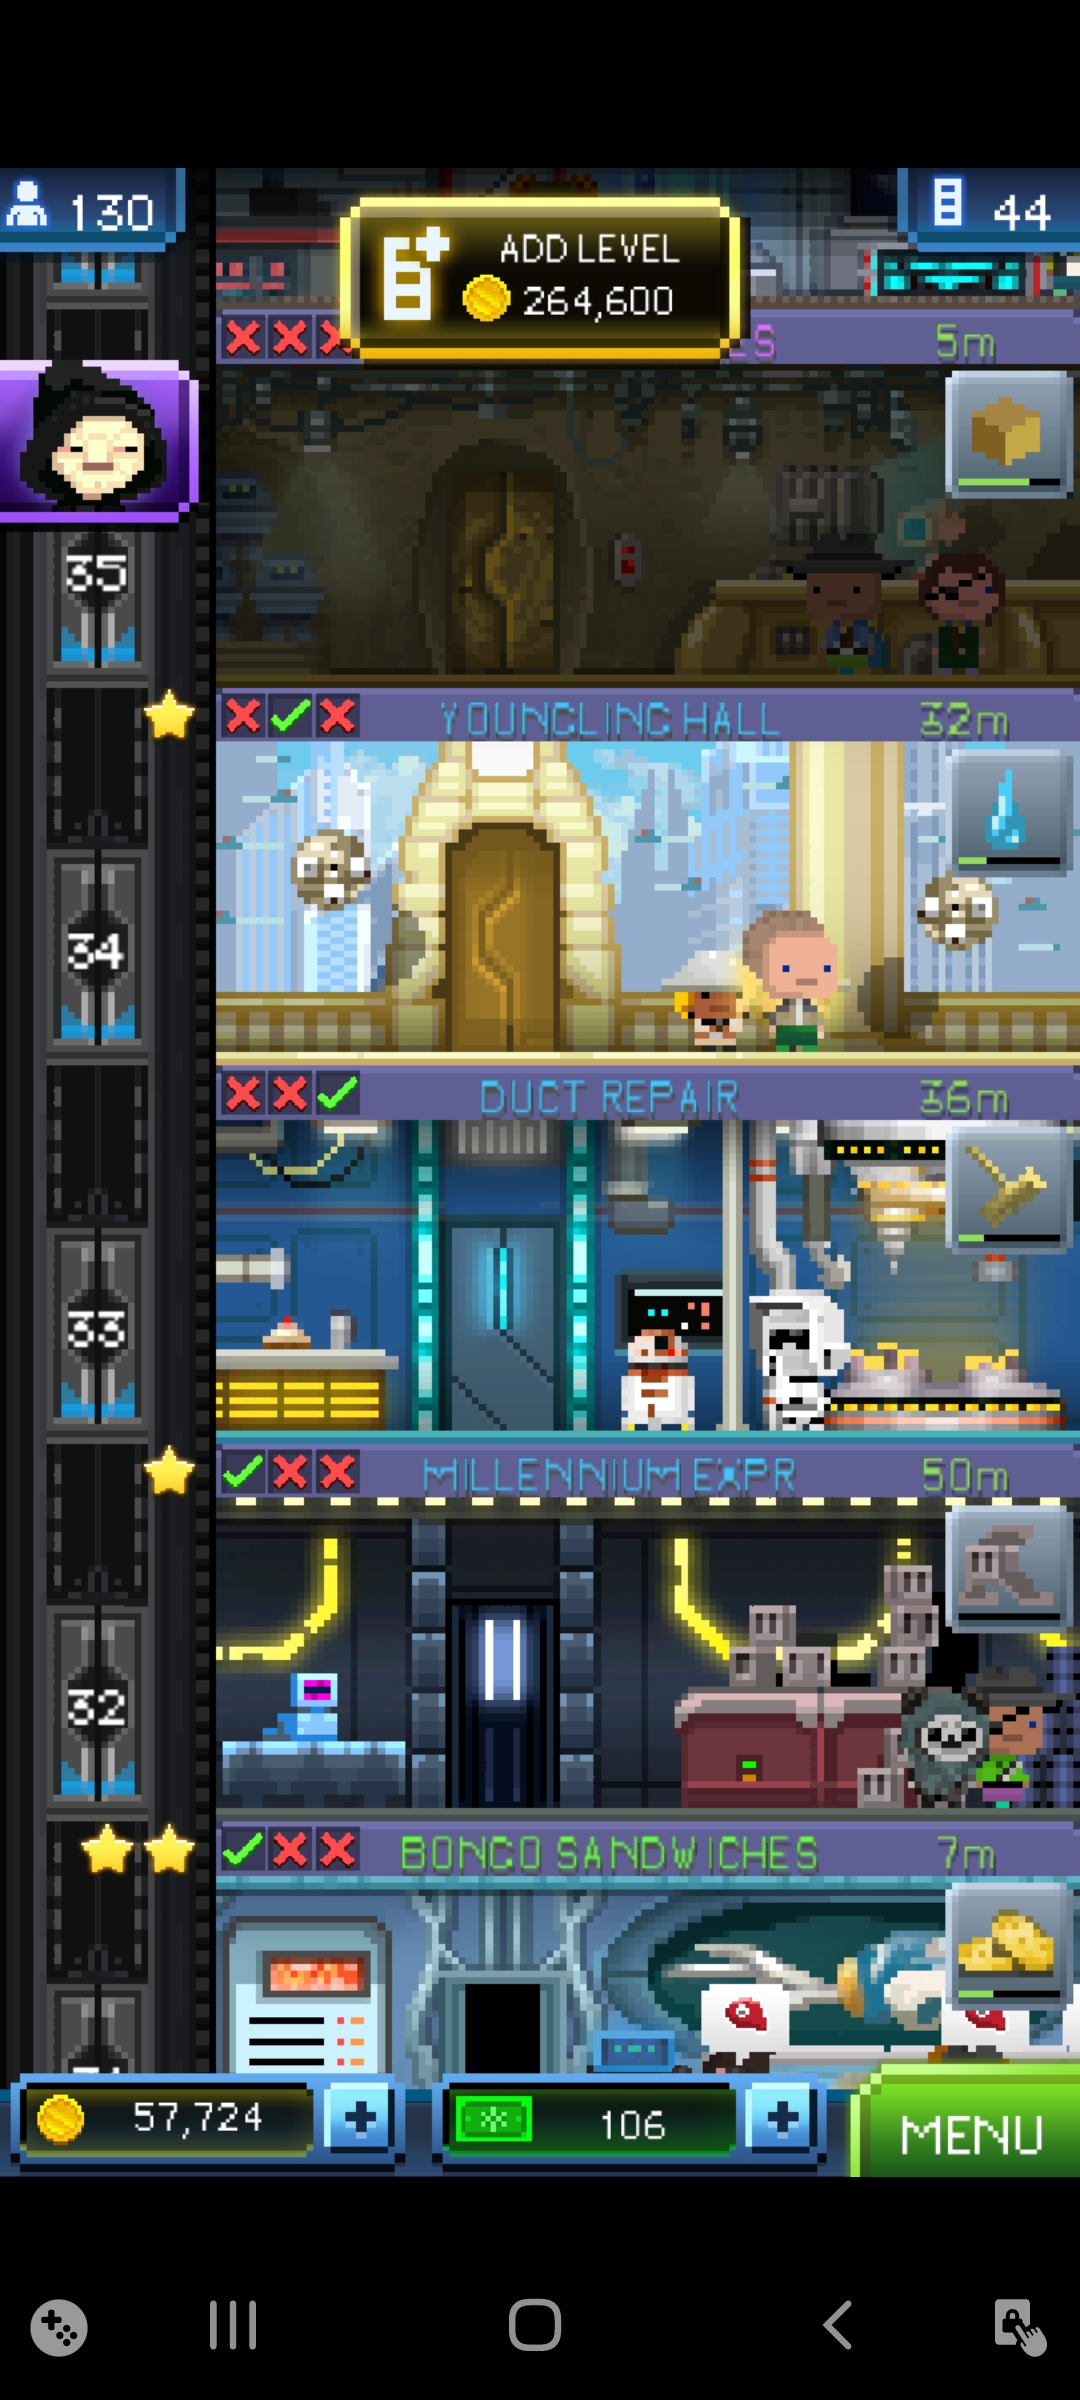 130
44
ADD LEVEL
264,600
5m
35
YOUNGLING HALL
32m
34
DUCT REPAIR
36m
33
MILLENNIUM EXPR
50m
32
BONGO SANDWICHES
7m
57,724
106
MENU